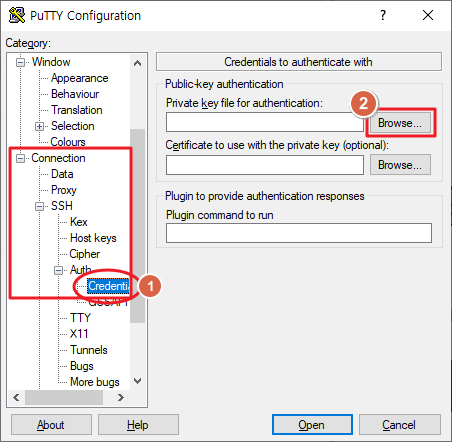 PuTTY Configuration
Category:
Window
Appearance
Behaviour
Translation
Selection
Colours
Connection
Data
Proxy
SSH
Kex
Host keys
Cipher
Auth
Credentia
GSSAPI
TTY
X11
Tunnels
Bugs
More bugs
Credentials to authenticate with
Public-key authentication
Private key file for authentication:
Browse...
Certificate to use with the private key (optional):
Browse...
Plugin to provide authentication responses
Plugin command to run
1
2
About
Help
Open
Cancel